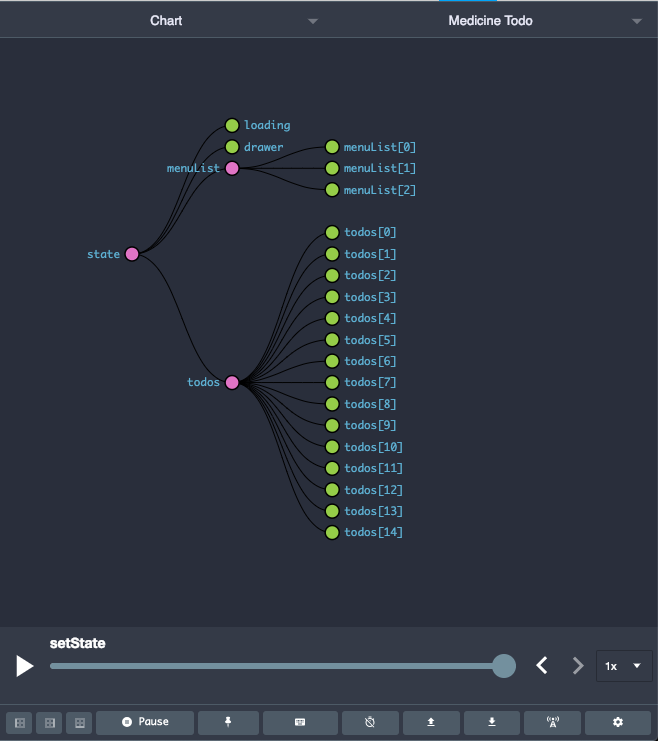 Chart
Medicine Todo
loading
drawer
menuList
menuList[0]
menuList[1]
menuList[2]
state
todos[0]
todos[1]
todos[2]
todos[3]
todos[4]
todos[5]
todos[6]
todos
todos[7]
todos[8]
todos[9]
todos[10]
todos[11]
todos[12]
todos[13]
todos[14]
setState
1x
Pause